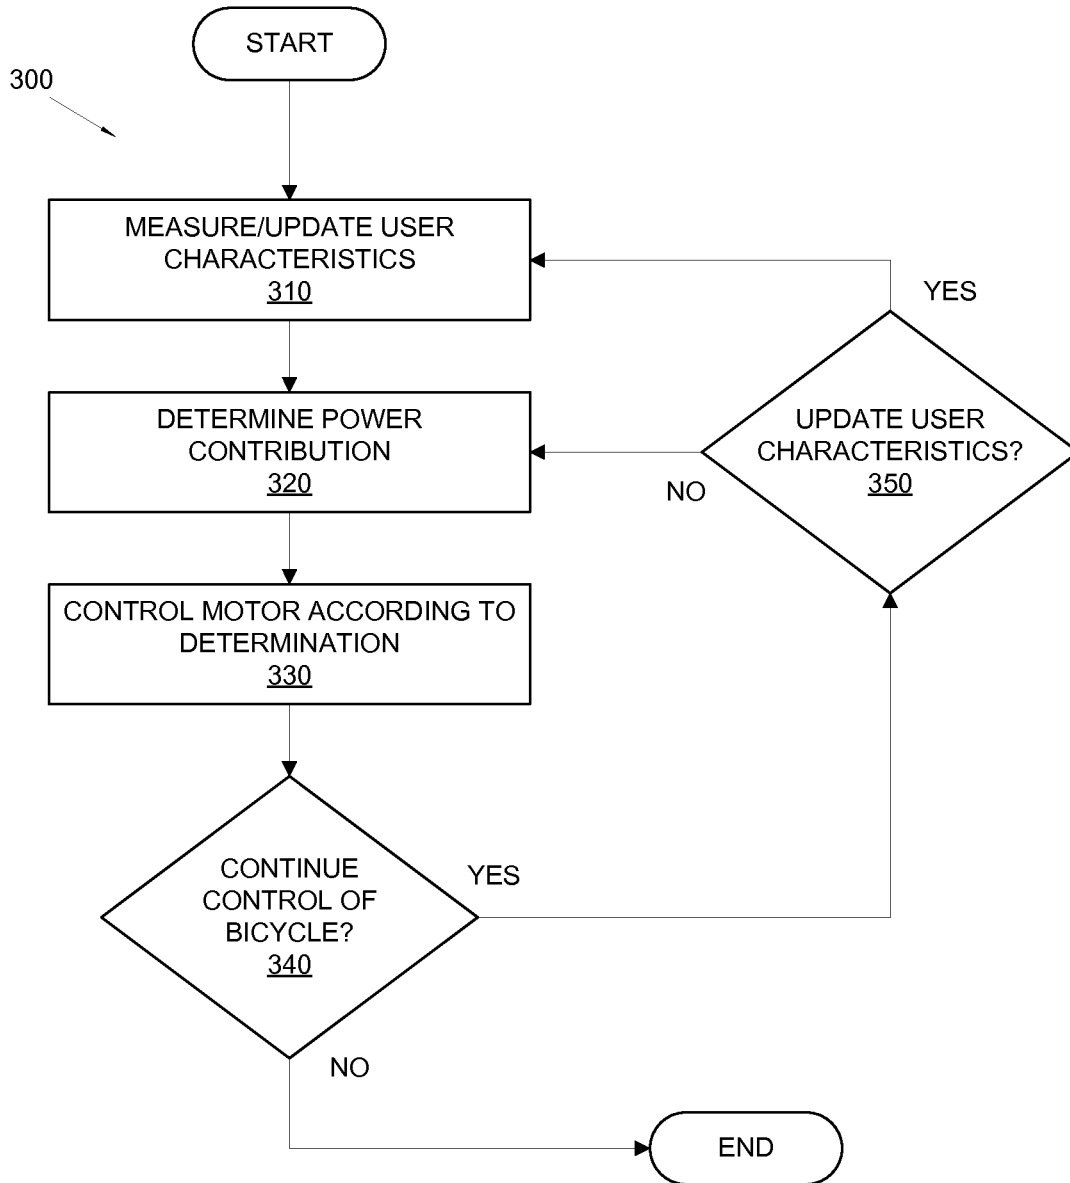 START
300
MEASURE/UPDATE USER
CHARACTERISTICS
310
YES
DETERMINE POWER
CONTRIBUTION
320
UPDATE USER
CHARACTERISTICS?
350
NO
CONTROL MOTOR ACCORDING TO
DETERMINATION
330
CONTINUE
CONTROL OF
BICYCLE?
340
YES
NO
END